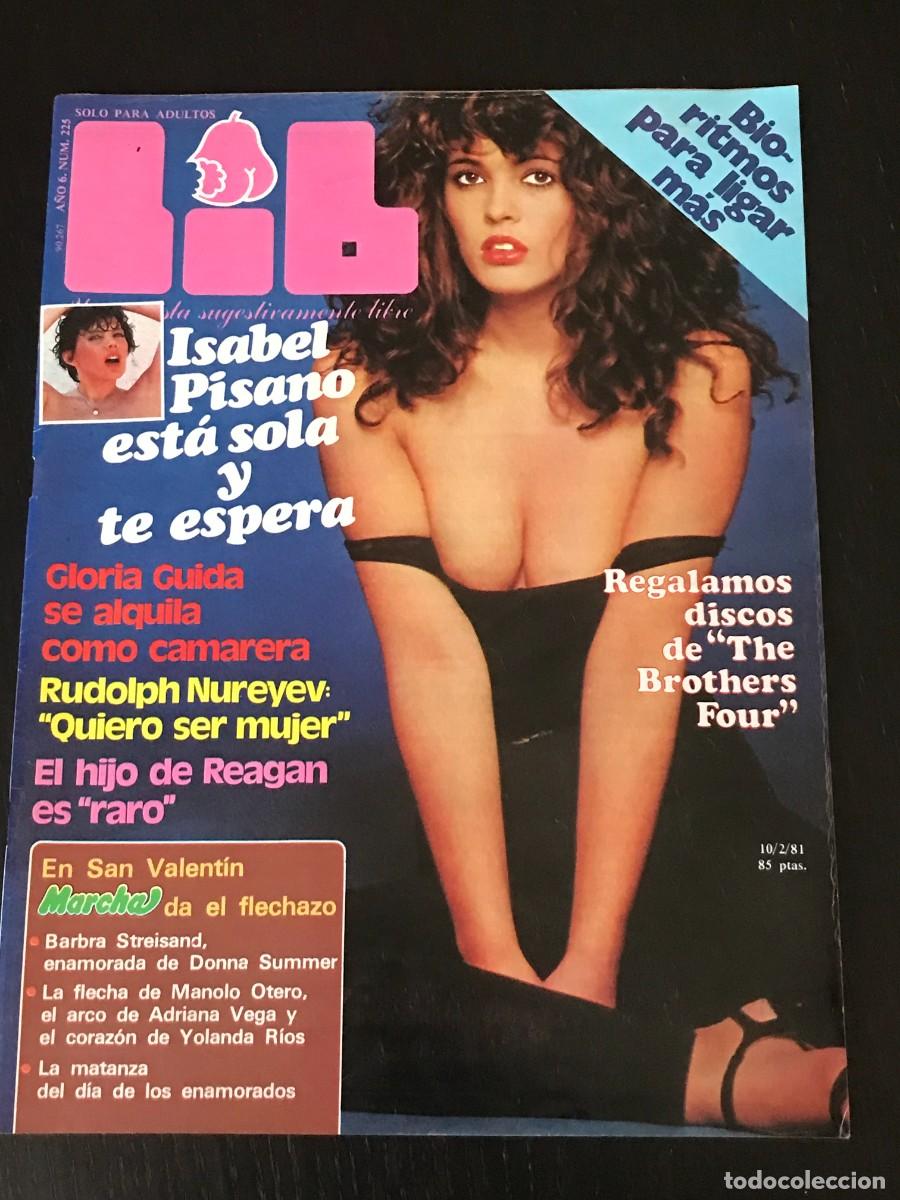 SOLO PARA ADULTOS
90.267 AÑO 6. NUM. 225
Lib
sugestivamente libre
Bio-
ritmos
para ligar
más
Isabel
Pisano
está sola
y
te espera
Gloria Guida
se alquila
como camarera
Rudolph Nureyev:
"Quiero ser mujer"
El hijo de Reagan
es "raro"
Regalamos
discos
de "The
Brothers
Four"
10/2/81
85 ptas.
En San Valentín
Marcha da el flechazo
Barbra Streisand,
enamorada de Donna Summer
La flecha de Manolo Otero,
el arco de Adriana Vega y
el corazón de Yolanda Ríos
La matanza
del día de los enamorados
todocoleccion